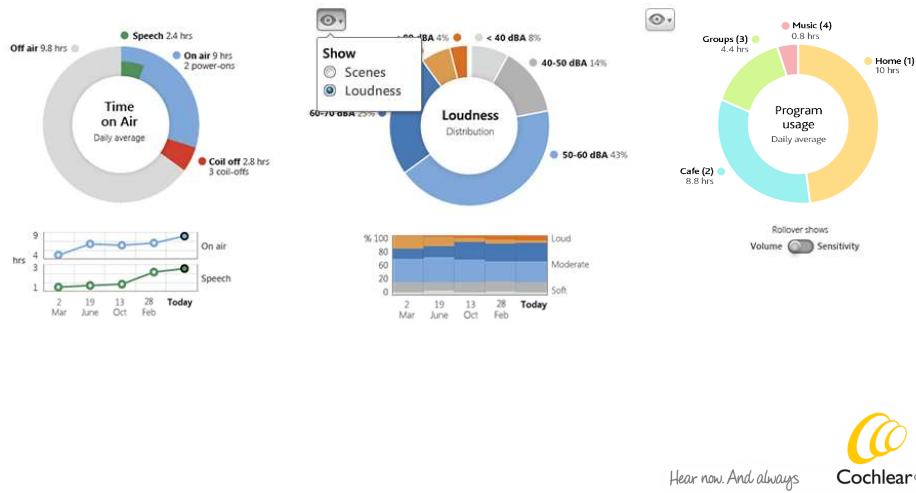 Speech 2.4 hrs
Off air 9.8 hrs
On air 9 hrs
2 power-ons
Time
on Air
Daily average
Coil off 2.8 hrs
3 coil-offs
9
4
hrs
3
1
On air
Speech
2
Mar
19
June
13
Oct
28
Feb
Today
Show
Scenes
Loudness
dBA 4%
< 40 dBA 8%
40-50 dBA 14%
Loudness
Distribution
50-60 dBA 43%
60-70 dBA 25%
% 100
80
60
20
0
Loud
Moderate
Soft
2
Mar
19
June
13
Oct
28
Feb
Today
Music (4)
0.8 hrs
Groups (3)
4.4 hrs
Home (1)
10 hrs
Program
usage
Daily average
Cafe (2)
8.8 hrs
Rollover shows
Volume
Sensitivity
Hear now. And always
Cochlear